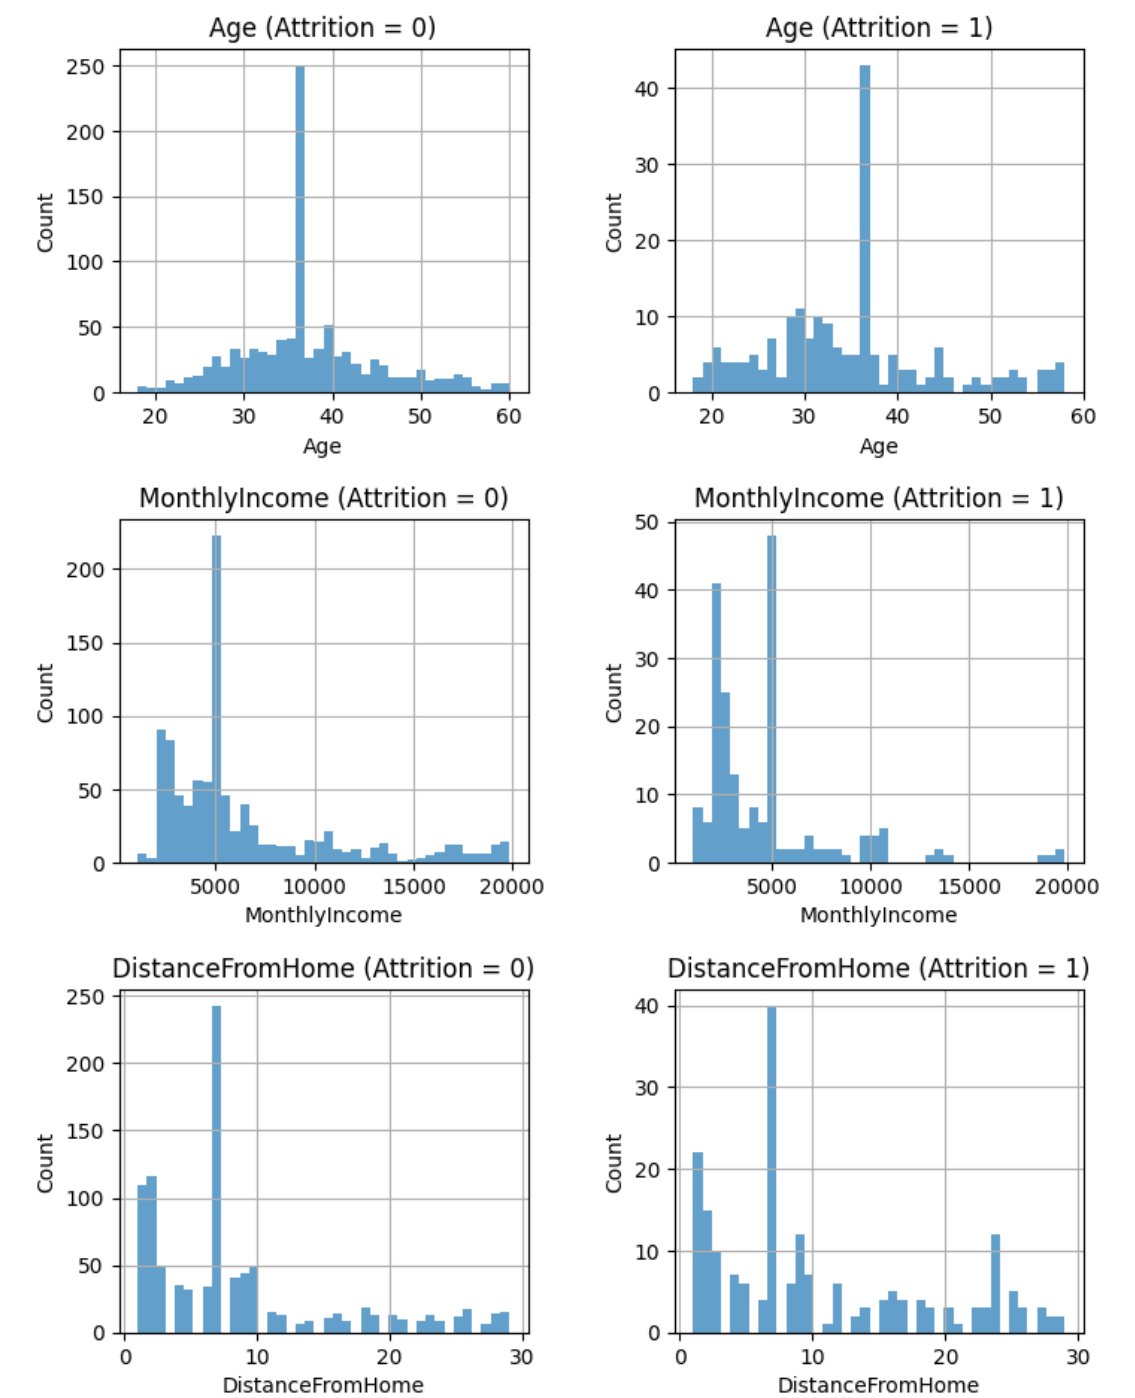 Age (Attrition = 0)
250
200
150
100
50
0
Count
20 30 40 50 60
Age
Age (Attrition = 1)
40
30
20
10
0
Count
20 30 40 50 60
Age
MonthlyIncome (Attrition = 0)
200
150
100
50
0
Count
5000 10000 15000 20000
MonthlyIncome
MonthlyIncome (Attrition = 1)
50
40
30
20
10
0
Count
5000 10000 15000 20000
MonthlyIncome
DistanceFromHome (Attrition = 0)
250
200
150
100
50
0
Count
0 10 20 30
DistanceFromHome
DistanceFromHome (Attrition = 1)
40
30
20
10
0
Count
0 10 20 30
DistanceFromHome